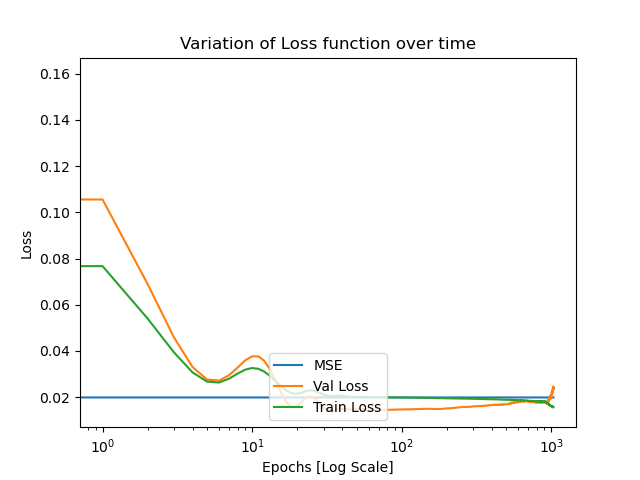 Variation of Loss function over time
0.16
0.14
0.12
0.10
0.08
0.06
0.04
0.02
Loss
MSE
Val Loss
Train Loss
10⁰ 10¹ 10² 10³
Epochs [Log Scale]